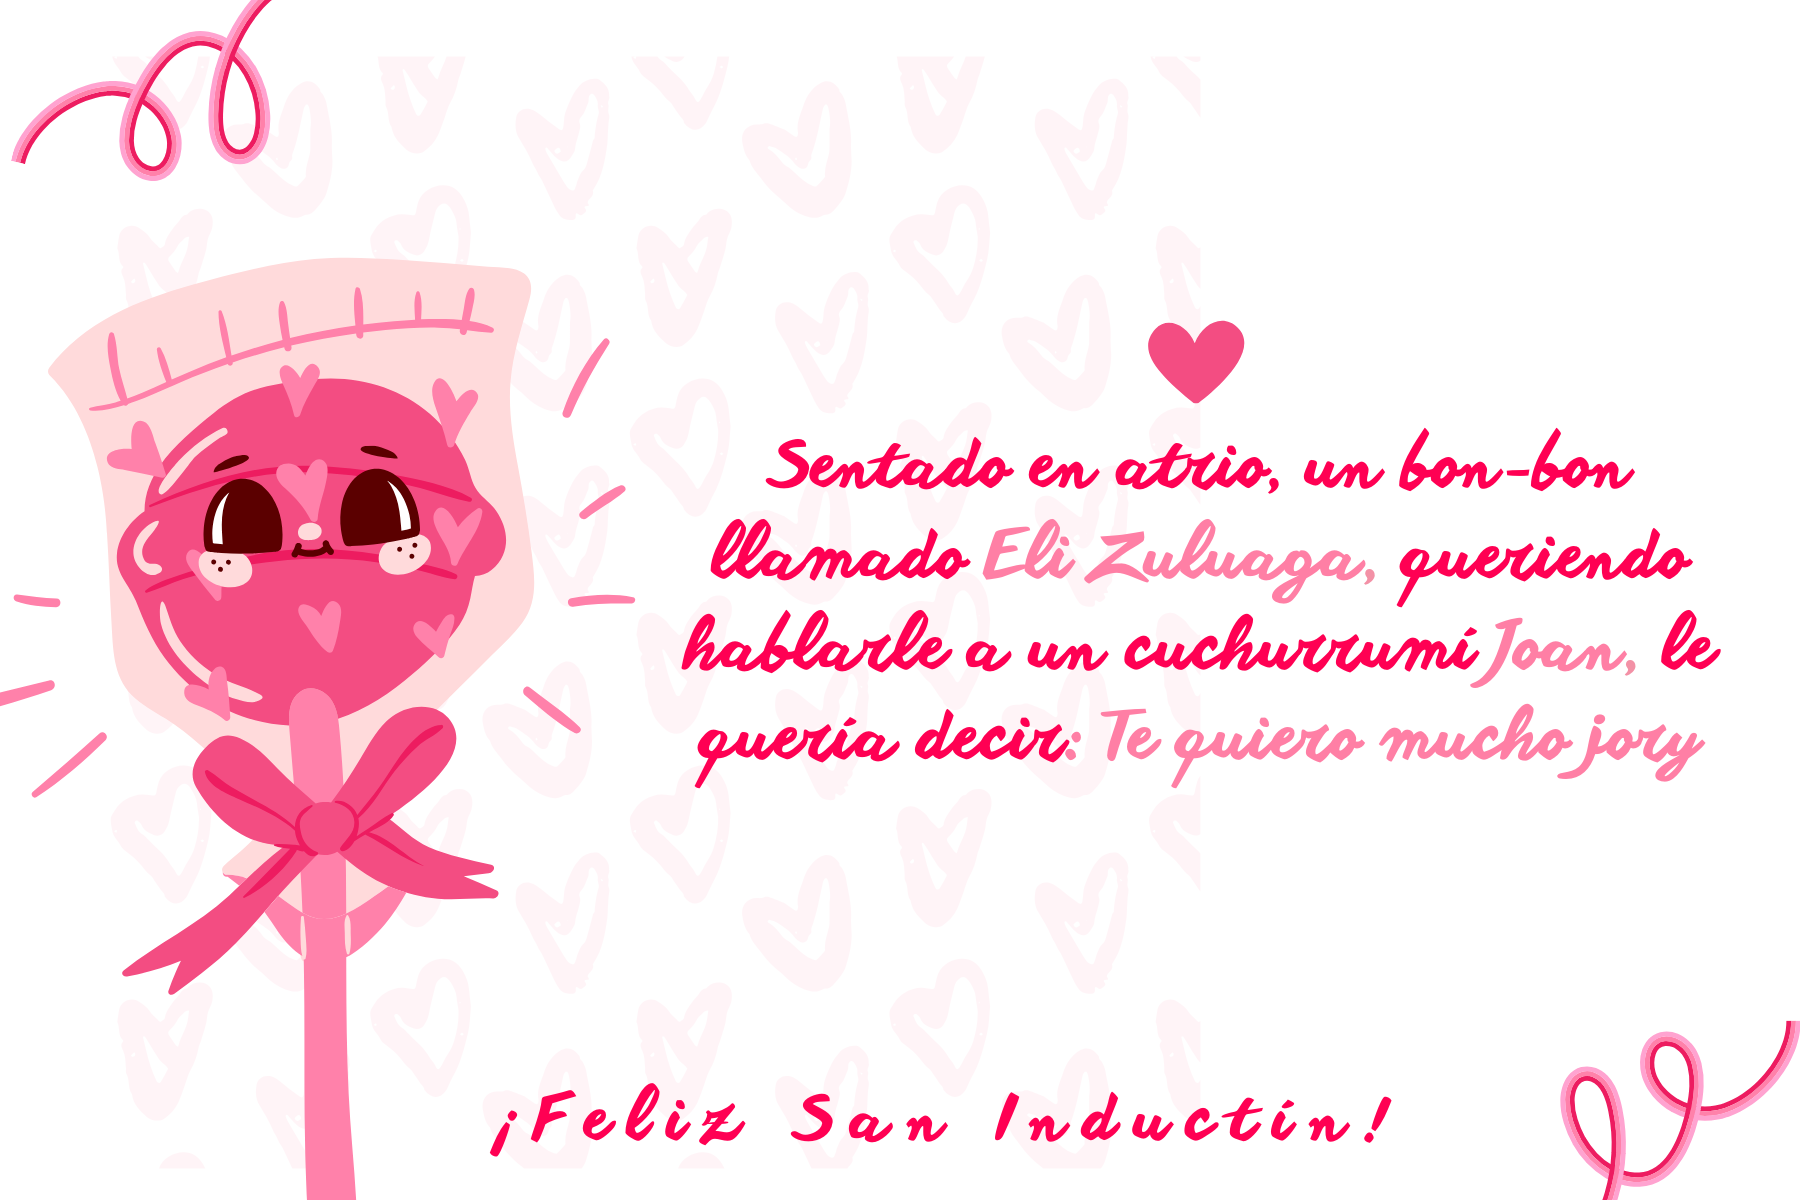 Sentado en atrio, un bon-bon
llamado Eli Zuluaga, queriendo
hablarle a un cuchurrumí Joan, le
quería decir: Te quiero mucho jory
¡Feliz San Inductín!